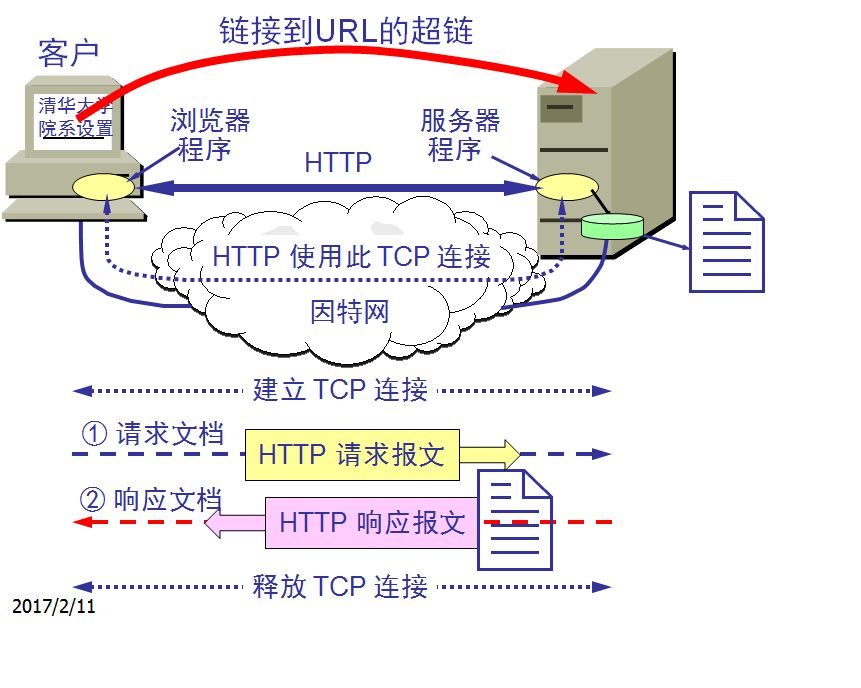 链接到URL的超链
客户
清华大学
院系设置
浏览器
程序
服务器
程序
HTTP
HTTP 使用此 TCP 连接
因特网
建立 TCP 连接
① 请求文档
HTTP 请求报文
② 响应文档
HTTP 响应报文
释放 TCP 连接
2017/2/11